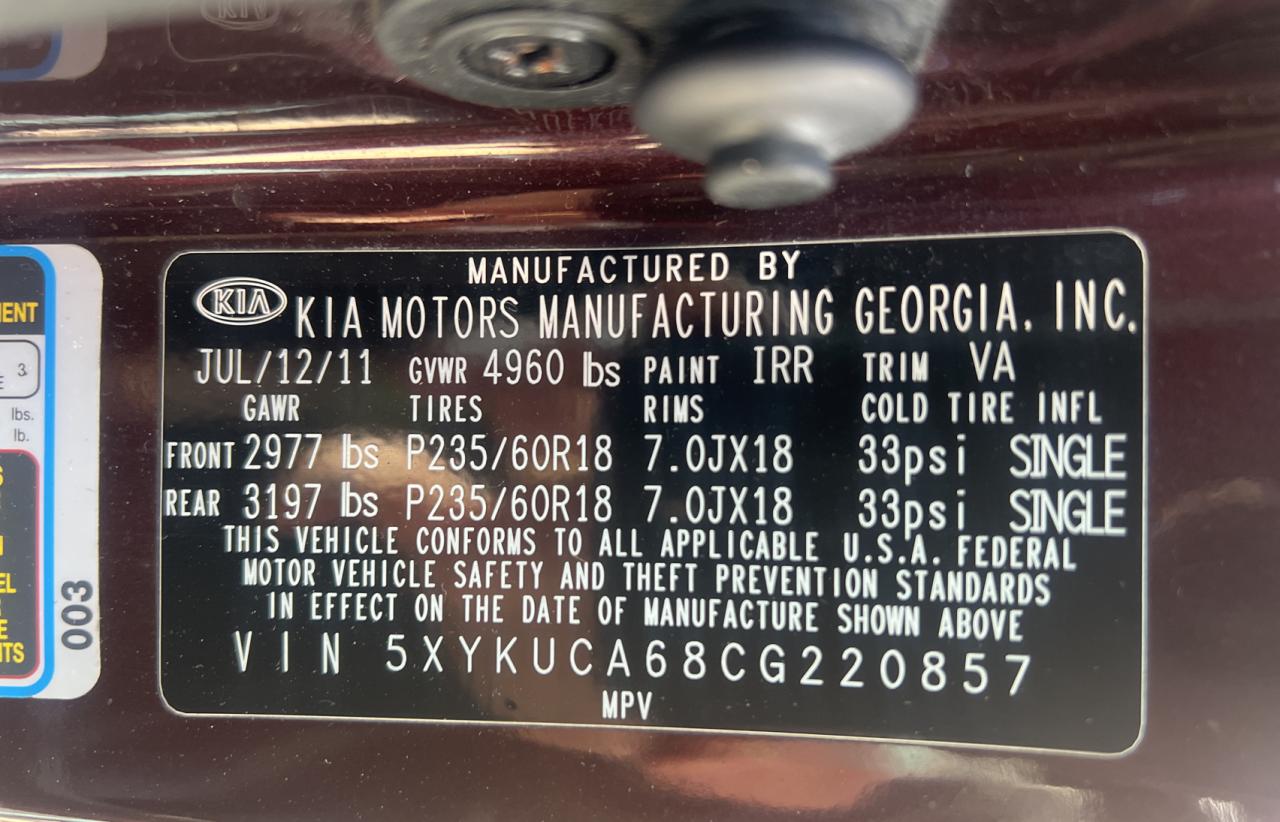 KIA
MANUFACTURED BY
KIA MOTORS MANUFACTURING GEORGIA, INC.
JUL/12/11 GVWR 4960 lbs PAINT IRR TRIM VA
GAWR TIRES RIMS COLD TIRE INFL
FRONT 2977 lbs P235/60R18 7.0JX18 33psi SINGLE
REAR 3197 lbs P235/60R18 7.0JX18 33psi SINGLE
THIS VEHICLE CONFORMS TO ALL APPLICABLE U.S.A. FEDERAL
MOTOR VEHICLE SAFETY AND THEFT PREVENTION STANDARDS
IN EFFECT ON THE DATE OF MANUFACTURE SHOWN ABOVE
VIN 5XYKUCA68CG220857
MPV
3
lbs.
lb.
003